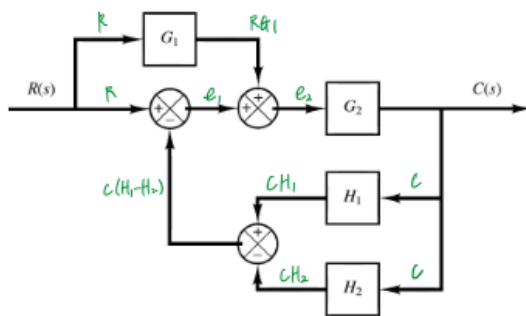 R
G₁
RG₁
R(s)
R
+
−
e₁
+
+
e₂
G₂
C(s)
C(H₁-H₂)
CH₁
H₁
C
+
−
CH₂
H₂
C